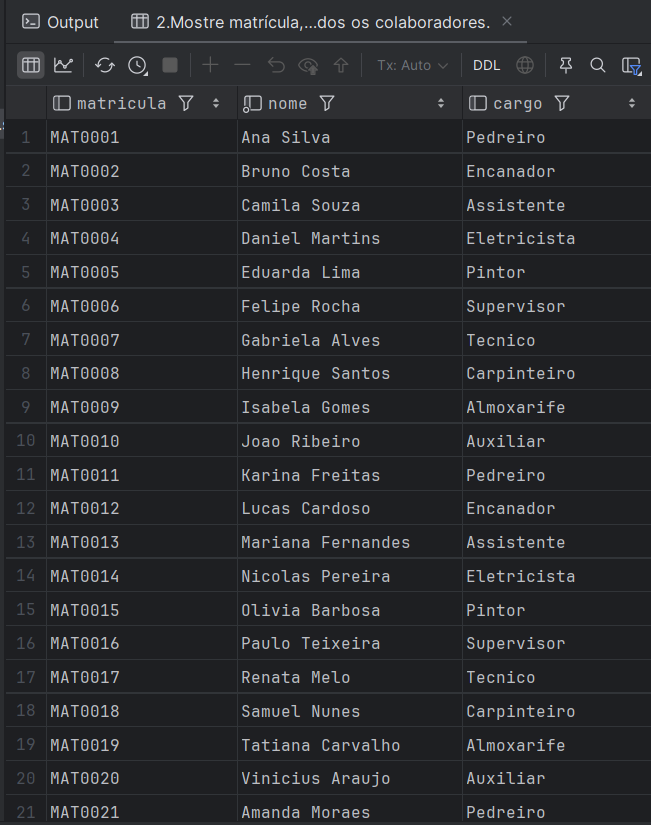 Output 2.Mostre matrícula,...dos os colaboradores.
Tx: Auto DDL
matricula nome cargo
1 MAT0001 Ana Silva Pedreiro
2 MAT0002 Bruno Costa Encanador
3 MAT0003 Camila Souza Assistente
4 MAT0004 Daniel Martins Eletricista
5 MAT0005 Eduarda Lima Pintor
6 MAT0006 Felipe Rocha Supervisor
7 MAT0007 Gabriela Alves Tecnico
8 MAT0008 Henrique Santos Carpinteiro
9 MAT0009 Isabela Gomes Almoxarife
10 MAT0010 Joao Ribeiro Auxiliar
11 MAT0011 Karina Freitas Pedreiro
12 MAT0012 Lucas Cardoso Encanador
13 MAT0013 Mariana Fernandes Assistente
14 MAT0014 Nicolas Pereira Eletricista
15 MAT0015 Olivia Barbosa Pintor
16 MAT0016 Paulo Teixeira Supervisor
17 MAT0017 Renata Melo Tecnico
18 MAT0018 Samuel Nunes Carpinteiro
19 MAT0019 Tatiana Carvalho Almoxarife
20 MAT0020 Vinicius Araujo Auxiliar
21 MAT0021 Amanda Moraes Pedreiro